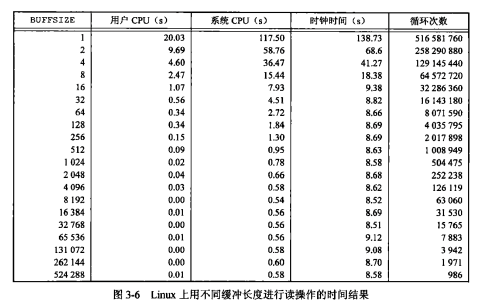 BUFFSIZE 用户 CPU（s） 系统 CPU（s） 时钟时间（s） 循环次数
1 20.03 117.50 138.73 516 581 760
2 9.69 58.76 68.6 258 290 880
4 4.60 36.47 41.27 129 145 440
8 2.47 15.44 18.38 64 572 720
16 1.07 7.93 9.38 32 286 360
32 0.56 4.51 8.82 16 143 180
64 0.34 2.72 8.66 8 071 590
128 0.34 1.84 8.69 4 035 795
256 0.15 1.30 8.69 2 017 898
512 0.09 0.95 8.63 1 008 949
1 024 0.02 0.78 8.58 504 475
2 048 0.04 0.66 8.68 252 238
4 096 0.03 0.58 8.62 126 119
8 192 0.00 0.54 8.52 63 060
16 384 0.01 0.56 8.69 31 530
32 768 0.00 0.56 8.51 15 765
65 536 0.01 0.56 9.12 7 883
131 072 0.00 0.58 9.08 3 942
262 144 0.00 0.60 8.70 1 971
524 288 0.01 0.58 8.58 986
图 3-6 Linux 上用不同缓冲长度进行读操作的时间结果